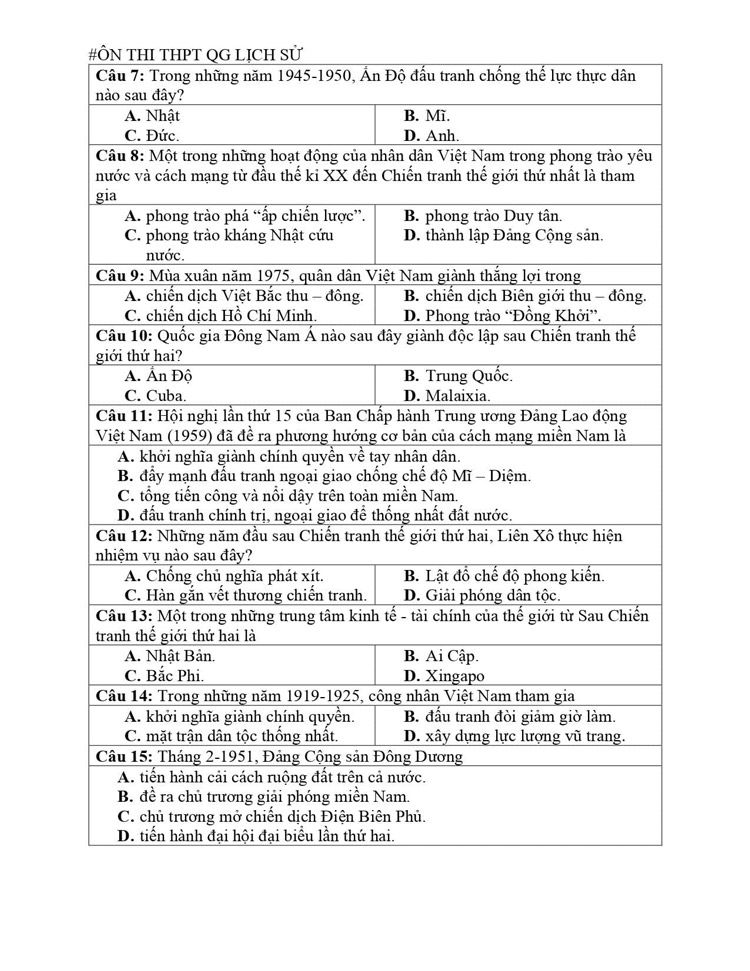 #ÔN THI THPT QG LỊCH SỬ
Câu 7: Trong những năm 1945-1950, Ấn Độ đấu tranh chống thế lực thực dân
nào sau đây?
A. Nhật
B. Mĩ.
C. Đức.
D. Anh.
Câu 8: Một trong những hoạt động của nhân dân Việt Nam trong phong trào yêu
nước và cách mạng từ đầu thế kỉ XX đến Chiến tranh thế giới thứ nhất là tham
gia
A. phong trào phá “ấp chiến lược”.
B. phong trào Duy tân.
C. phong trào kháng Nhật cứu
nước.
D. thành lập Đảng Cộng sản.
Câu 9: Mùa xuân năm 1975, quân dân Việt Nam giành thắng lợi trong
A. chiến dịch Việt Bắc thu – đông.
B. chiến dịch Biên giới thu – đông.
C. chiến dịch Hồ Chí Minh.
D. Phong trào “Đồng Khởi”.
Câu 10: Quốc gia Đông Nam Á nào sau đây giành độc lập sau Chiến tranh thế
giới thứ hai?
A. Ấn Độ
B. Trung Quốc.
C. Cuba.
D. Malaixia.
Câu 11: Hội nghị lần thứ 15 của Ban Chấp hành Trung ương Đảng Lao động
Việt Nam (1959) đã đề ra phương hướng cơ bản của cách mạng miền Nam là
A. khởi nghĩa giành chính quyền về tay nhân dân.
B. đẩy mạnh đấu tranh ngoại giao chống chế độ Mĩ – Diệm.
C. tổng tiến công và nổi dậy trên toàn miền Nam.
D. đấu tranh chính trị, ngoại giao để thống nhất đất nước.
Câu 12: Những năm đầu sau Chiến tranh thế giới thứ hai, Liên Xô thực hiện
nhiệm vụ nào sau đây?
A. Chống chủ nghĩa phát xít.
B. Lật đổ chế độ phong kiến.
C. Hàn gắn vết thương chiến tranh.
D. Giải phóng dân tộc.
Câu 13: Một trong những trung tâm kinh tế - tài chính của thế giới từ Sau Chiến
tranh thế giới thứ hai là
A. Nhật Bản.
B. Ai Cập.
C. Bắc Phi.
D. Xingapo
Câu 14: Trong những năm 1919-1925, công nhân Việt Nam tham gia
A. khởi nghĩa giành chính quyền.
B. đấu tranh đòi giảm giờ làm.
C. mặt trận dân tộc thống nhất.
D. xây dựng lực lượng vũ trang.
Câu 15: Tháng 2-1951, Đảng Cộng sản Đông Dương
A. tiến hành cải cách ruộng đất trên cả nước.
B. đề ra chủ trương giải phóng miền Nam.
C. chủ trương mở chiến dịch Điện Biên Phủ.
D. tiến hành đại hội đại biểu lần thứ hai.